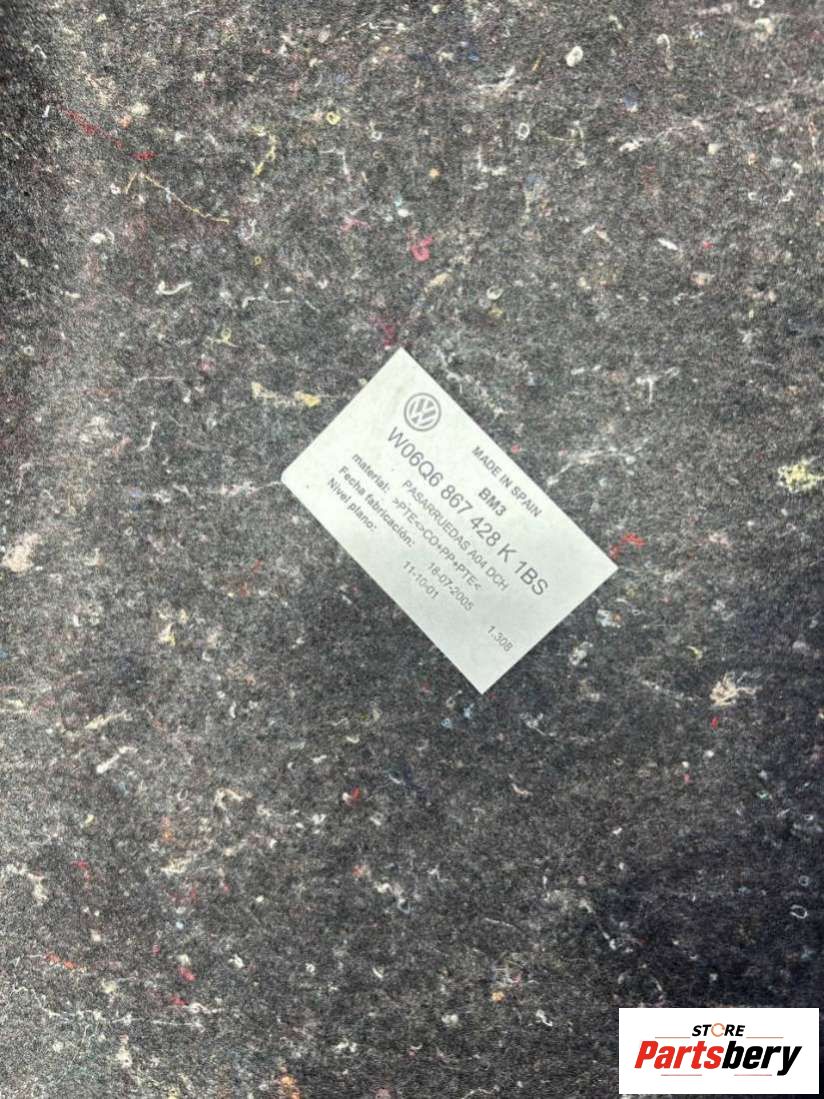 MADE IN SPAIN
BM3
W06Q6 867 428 K 1BS
PASARRUEDAS A04 DCH
material: >PTE<>CO+PP+PTE<
Fecha fabricación: 18-07-2005
Nivel plano: 11-10-01 1.308
STORE
Partsbery